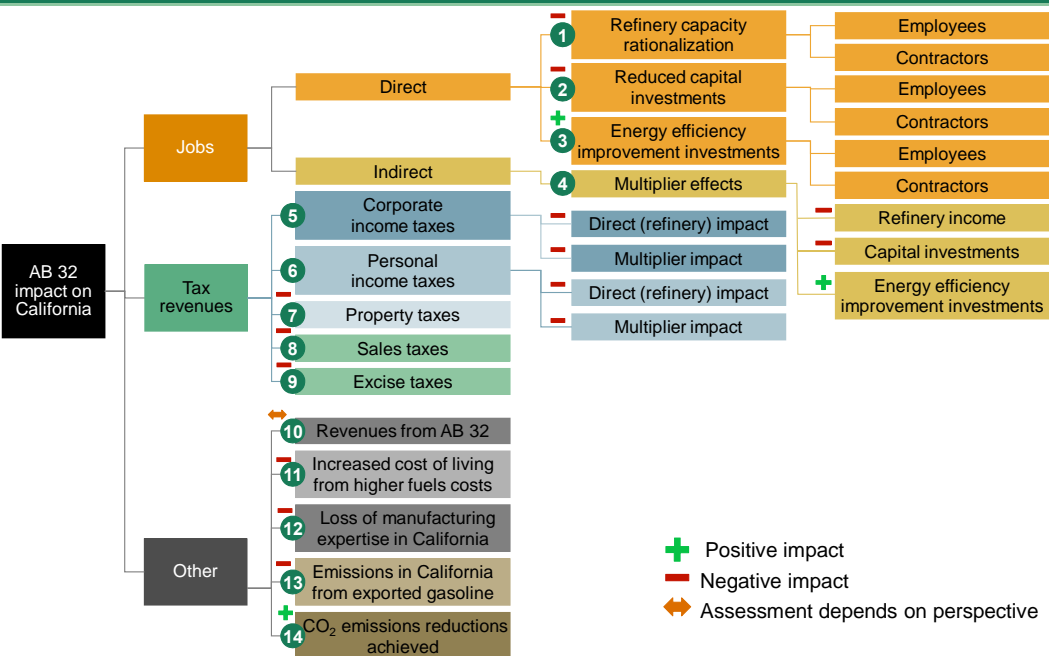 AB 32
impact on
California
Jobs
Direct
1
Refinery capacity
rationalization
Employees
Contractors
2
Reduced capital
investments
Employees
Contractors
3
Energy efficiency
improvement investments
Employees
Contractors
Indirect
4
Multiplier effects
Refinery income
Capital investments
Energy efficiency
improvement investments
Tax
revenues
5
Corporate
income taxes
Direct (refinery) impact
Multiplier impact
6
Personal
income taxes
Direct (refinery) impact
Multiplier impact
7
Property taxes
8
Sales taxes
9
Excise taxes
Other
10
Revenues from AB 32
11
Increased cost of living
from higher fuels costs
12
Loss of manufacturing
expertise in California
13
Emissions in California
from exported gasoline
14
CO₂ emissions reductions
achieved
Positive impact
Negative impact
Assessment depends on perspective